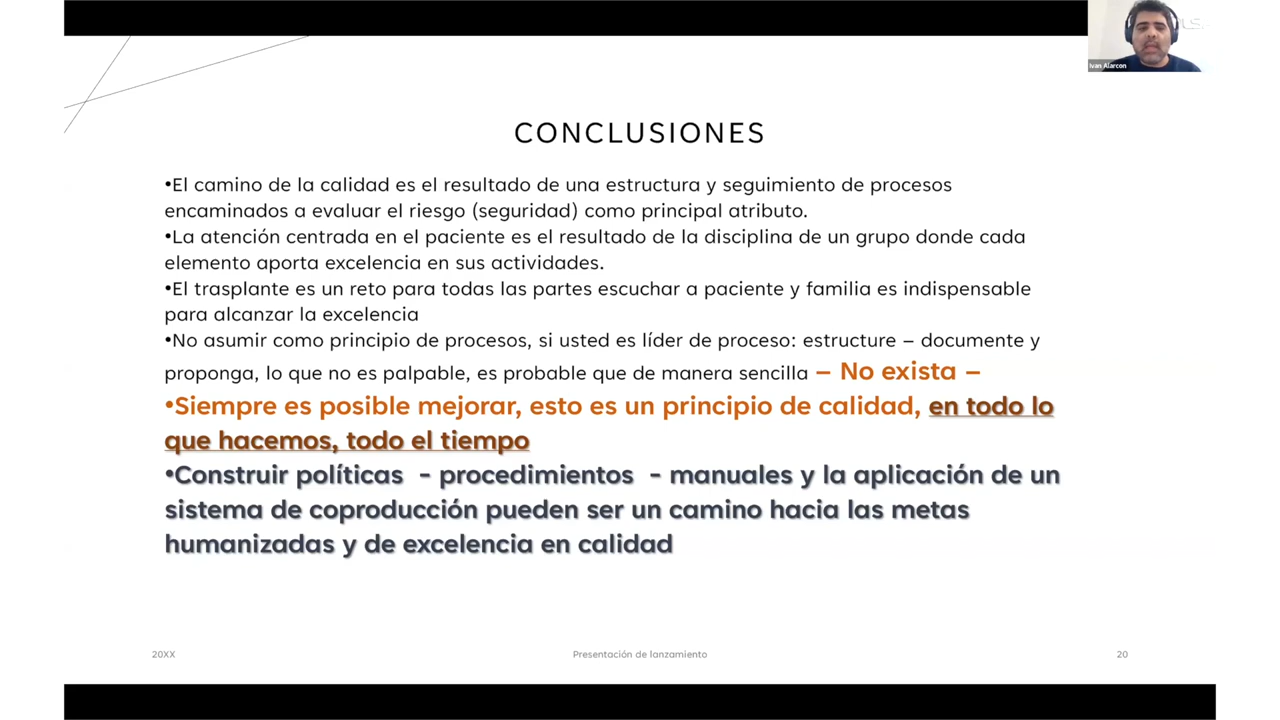 Ivan Alarcon
CONCLUSIONES
•El camino de la calidad es el resultado de una estructura y seguimiento de procesos
encaminados a evaluar el riesgo (seguridad) como principal atributo.
•La atención centrada en el paciente es el resultado de la disciplina de un grupo donde cada
elemento aporta excelencia en sus actividades.
•El trasplante es un reto para todas las partes escuchar a paciente y familia es indispensable
para alcanzar la excelencia
•No asumir como principio de procesos, si usted es líder de proceso: estructure – documente y
proponga, lo que no es palpable, es probable que de manera sencilla – No exista –
•Siempre es posible mejorar, esto es un principio de calidad, en todo lo
que hacemos, todo el tiempo
•Construir políticas - procedimientos - manuales y la aplicación de un
sistema de coproducción pueden ser un camino hacia las metas
humanizadas y de excelencia en calidad
20XX
Presentación de lanzamiento
20